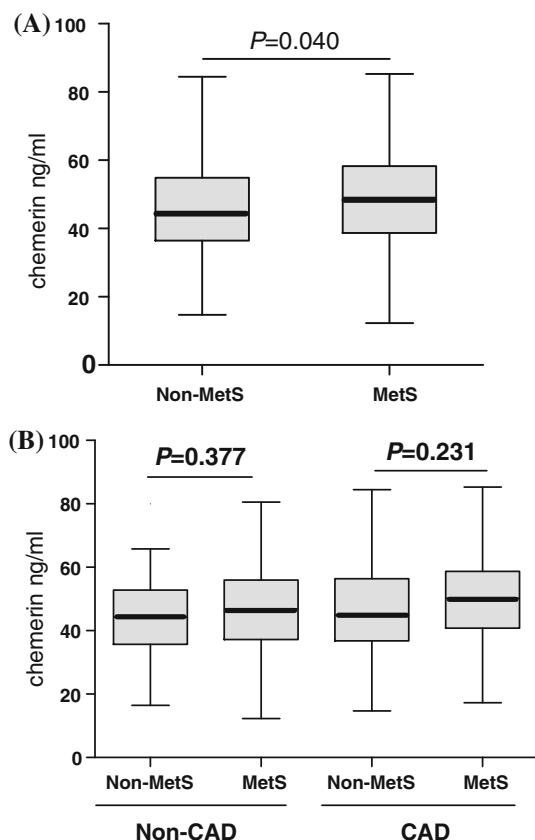 (A)
100
P=0.040
80
60
40
20
0
chemerin ng/ml
Non-MetS MetS
(B)
100
P=0.377 P=0.231
80
60
40
20
0
chemerin ng/ml
Non-MetS MetS Non-MetS MetS
Non-CAD CAD